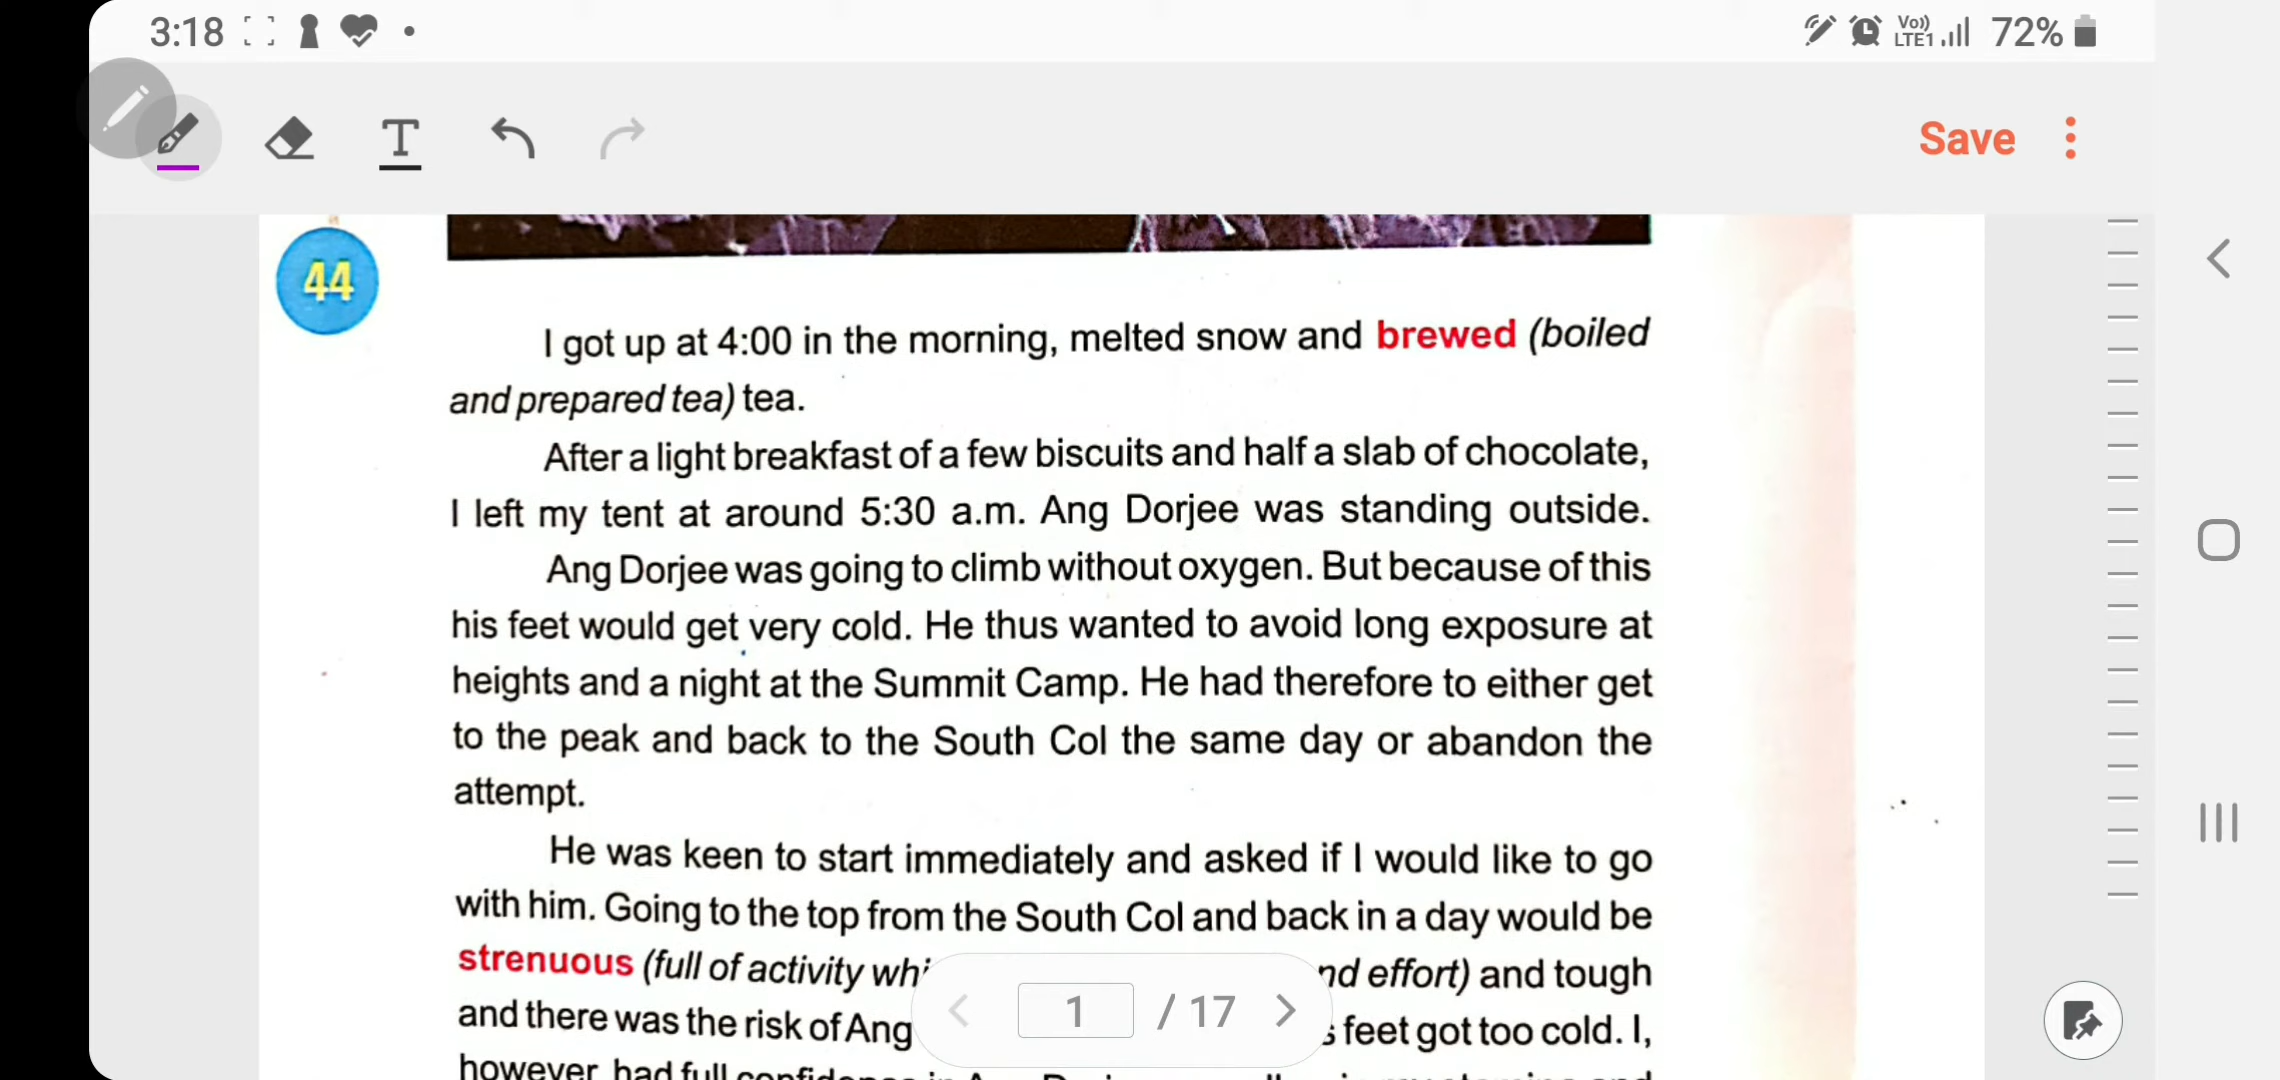 3:18 Vo)) LTE1 72%
T Save
44
I got up at 4:00 in the morning, melted snow and brewed (boiled
and prepared tea) tea.
After a light breakfast of a few biscuits and half a slab of chocolate,
I left my tent at around 5:30 a.m. Ang Dorjee was standing outside.
Ang Dorjee was going to climb without oxygen. But because of this
his feet would get very cold. He thus wanted to avoid long exposure at
heights and a night at the Summit Camp. He had therefore to either get
to the peak and back to the South Col the same day or abandon the
attempt.
He was keen to start immediately and asked if I would like to go
with him. Going to the top from the South Col and back in a day would be
strenuous (full of activity whi nd effort) and tough
and there was the risk of Ang s feet got too cold. I,
however, had full
1 / 17